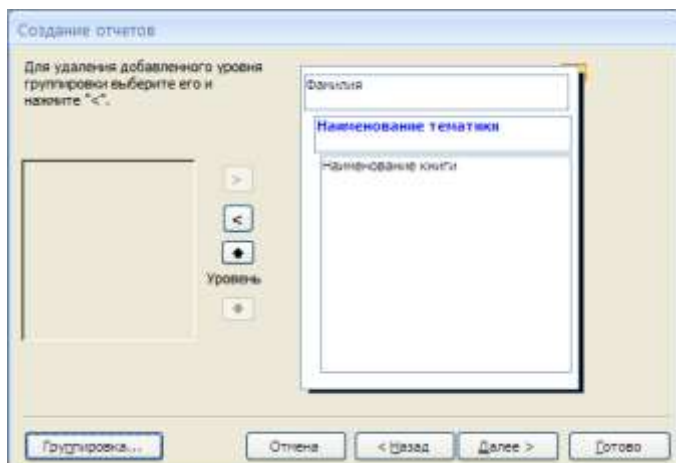 Создание отчетов
Для удаления добавленного уровня
группировки выберите его и
нажмите "<".
Фамилия
Наименование тематики
Наименование книги
>
<
Уровень
Группировка...
Отмена
< Назад
Далее >
Готово